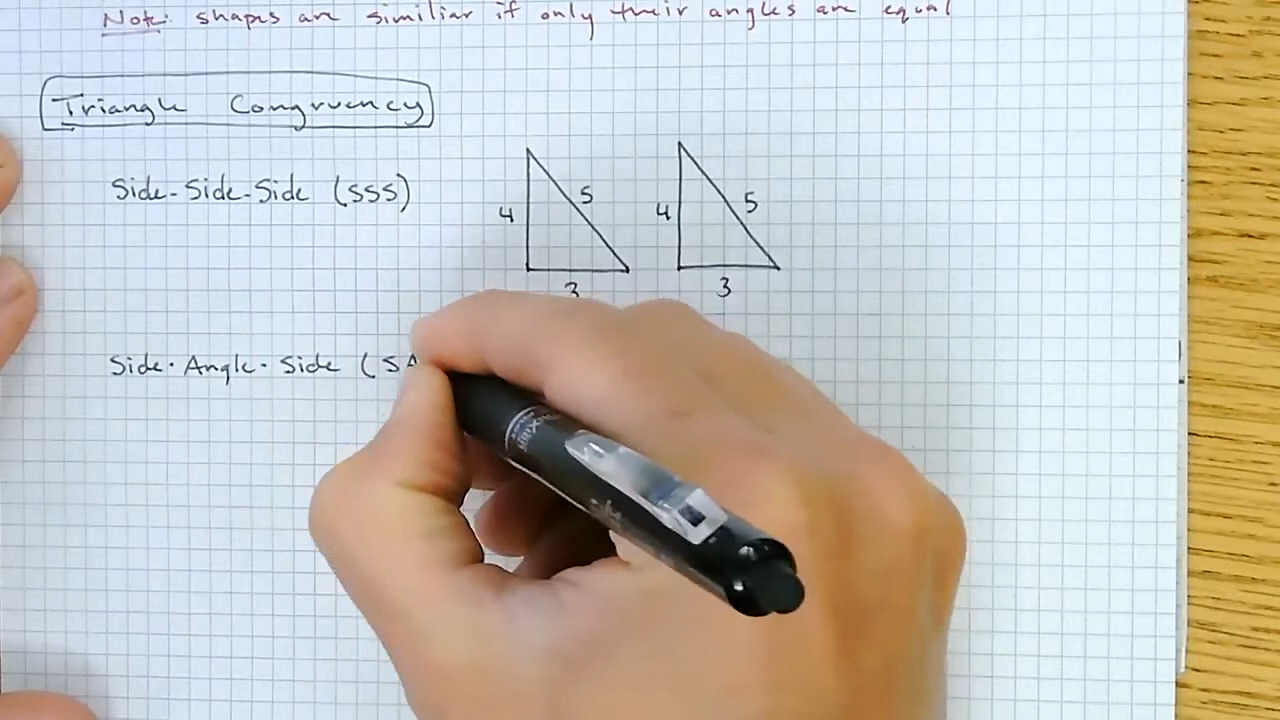 Note: shapes are similiar if only their angles are equal
Triangle Congruency
Side-Side-Side (SSS)
4 5 4 5
3 3
Side-Angle-Side (SA